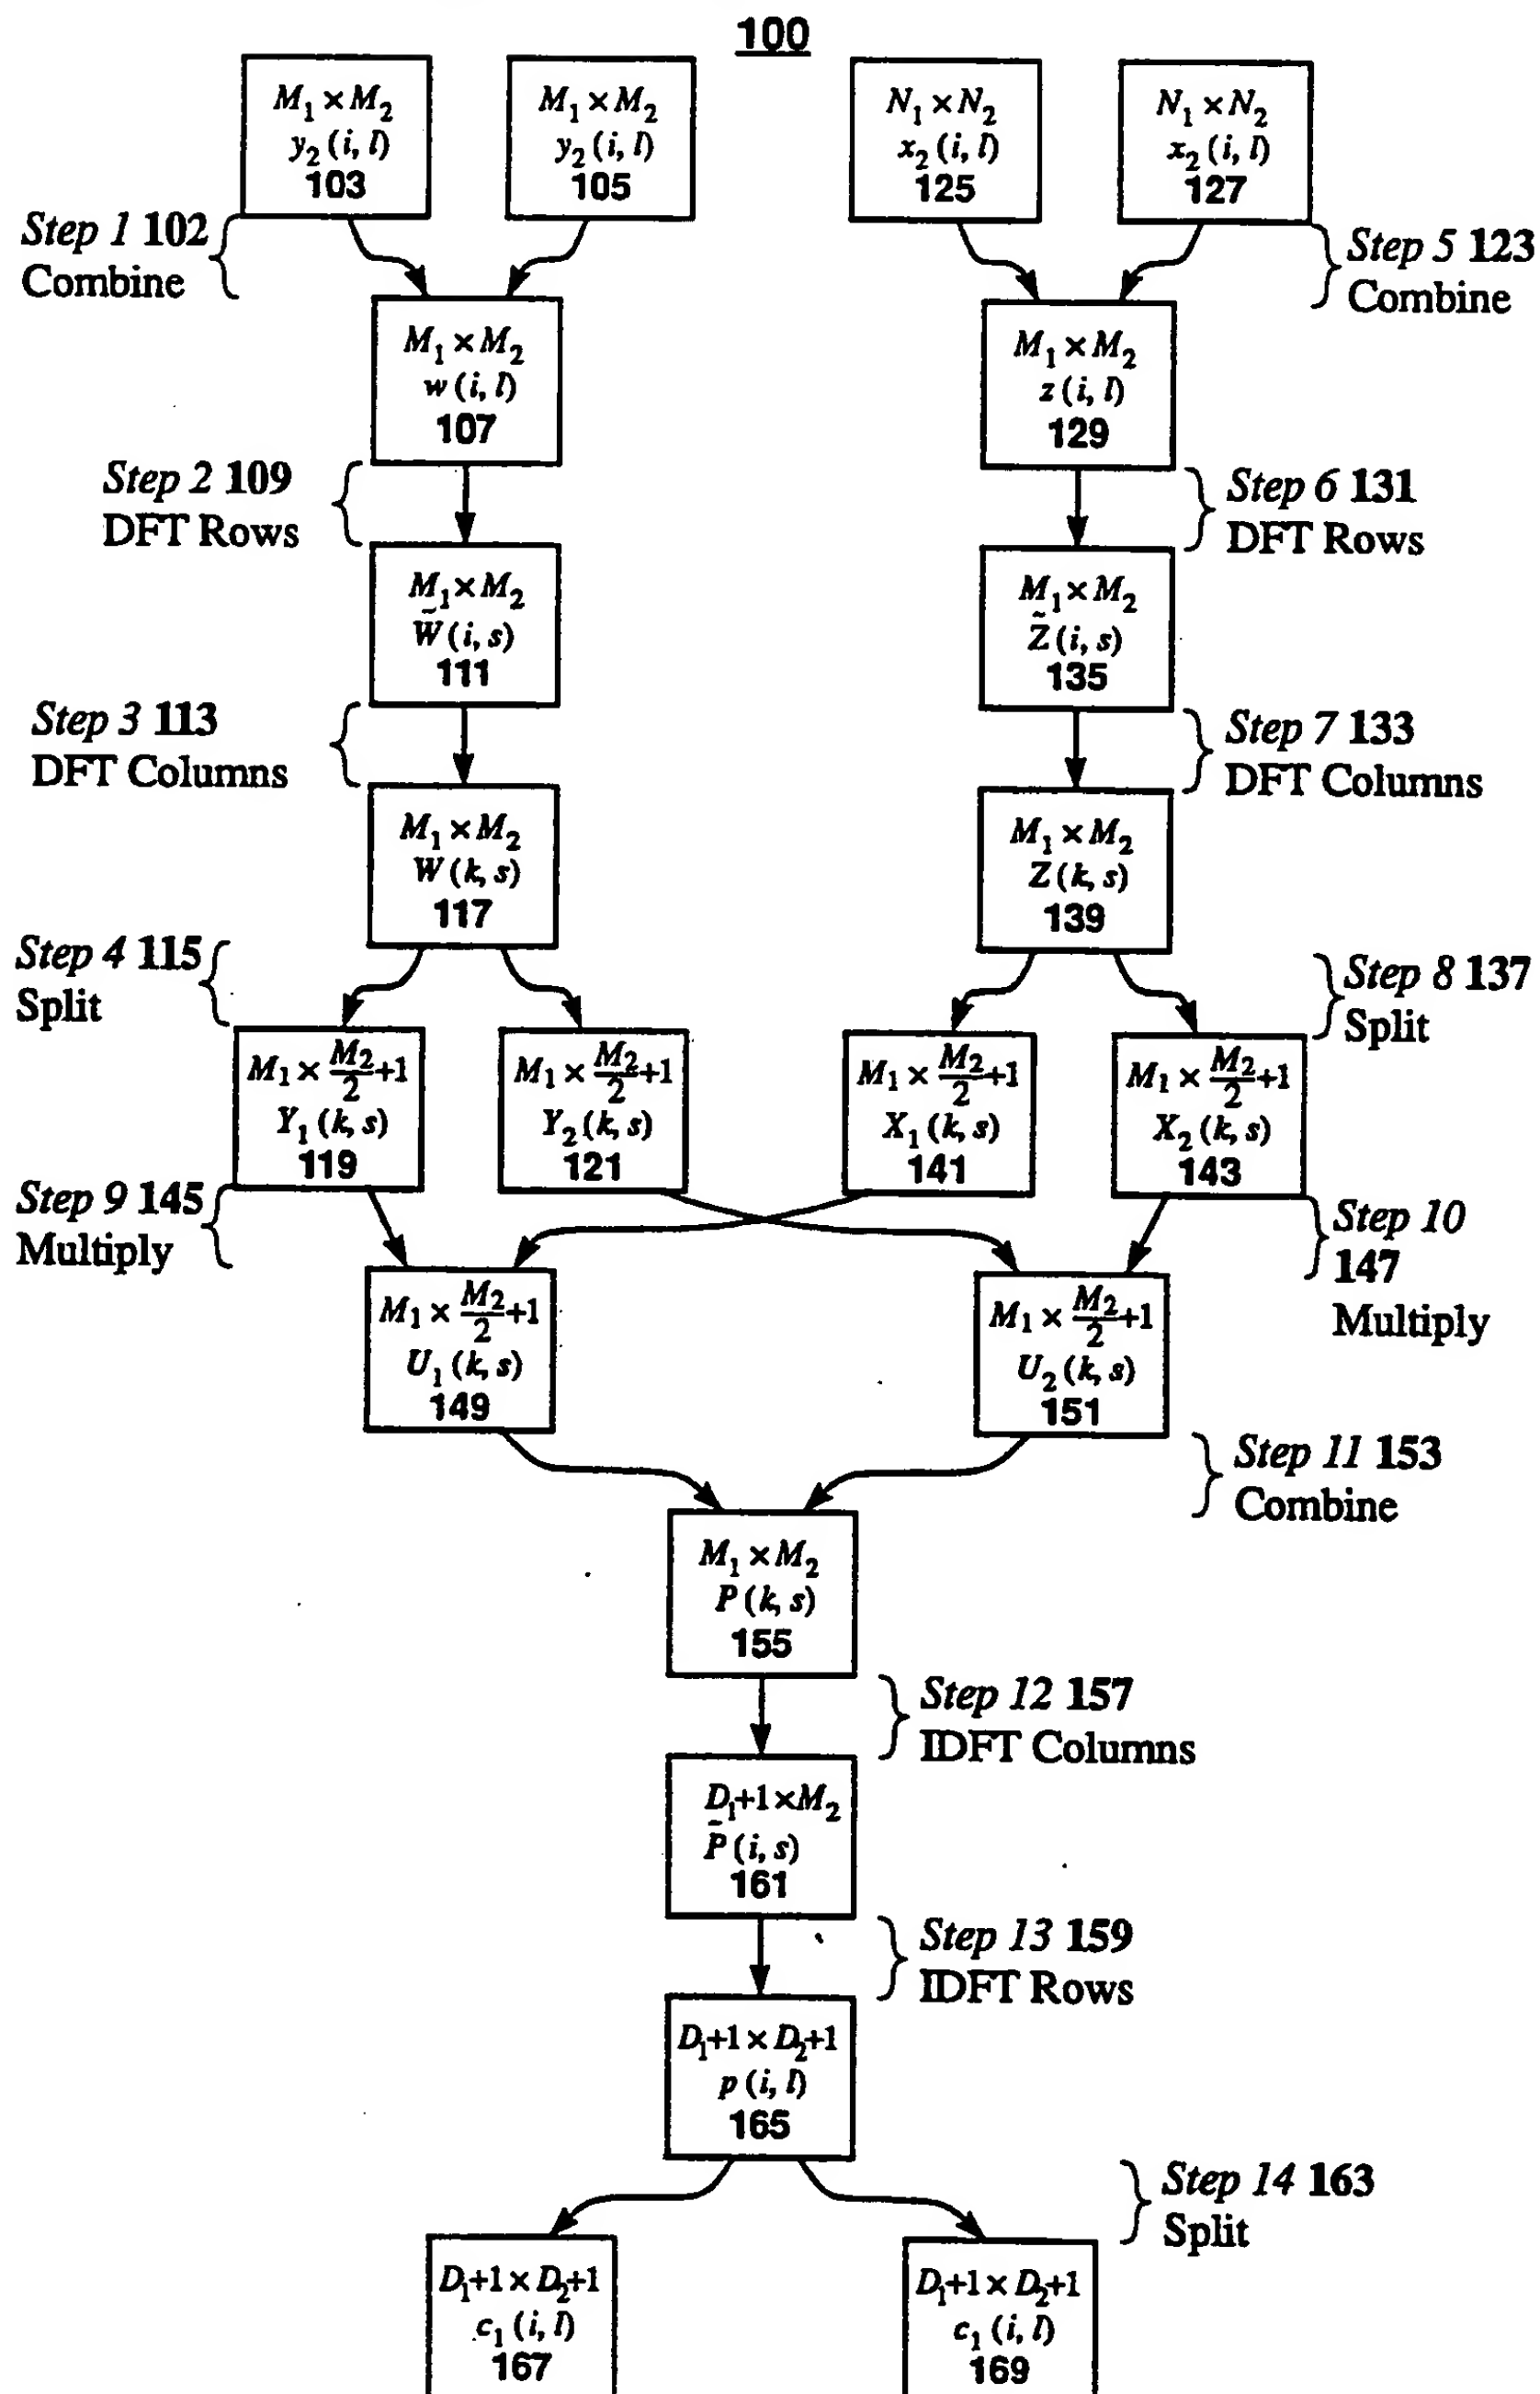 100
M1 × M2
y2 (i, l)
103
M1 × M2
y2 (i, l)
105
N1 × N2
x2 (i, l)
125
N1 × N2
x2 (i, l)
127
Step 1 102
Combine
Step 5 123
Combine
M1 × M2
w (i, l)
107
M1 × M2
z (i, l)
129
Step 2 109
DFT Rows
Step 6 131
DFT Rows
M1 × M2
W̃ (i, s)
111
M1 × M2
Z̃ (i, s)
135
Step 3 113
DFT Columns
Step 7 133
DFT Columns
M1 × M2
W (k, s)
117
M1 × M2
Z (k, s)
139
Step 4 115
Split
Step 8 137
Split
M1 × M2/2 +1
Y1 (k, s)
119
M1 × M2/2 +1
Y2 (k, s)
121
M1 × M2/2 +1
X1 (k, s)
141
M1 × M2/2 +1
X2 (k, s)
143
Step 9 145
Multiply
Step 10
147
Multiply
M1 × M2/2 +1
U1 (k, s)
149
M1 × M2/2 +1
U2 (k, s)
151
Step 11 153
Combine
M1 × M2
P (k, s)
155
Step 12 157
IDFT Columns
D1+1 × M2
P̃ (i, s)
161
Step 13 159
IDFT Rows
D1+1 × D2+1
p (i, l)
165
Step 14 163
Split
D1+1 × D2+1
c1 (i, l)
167
D1+1 × D2+1
c1 (i, l)
169